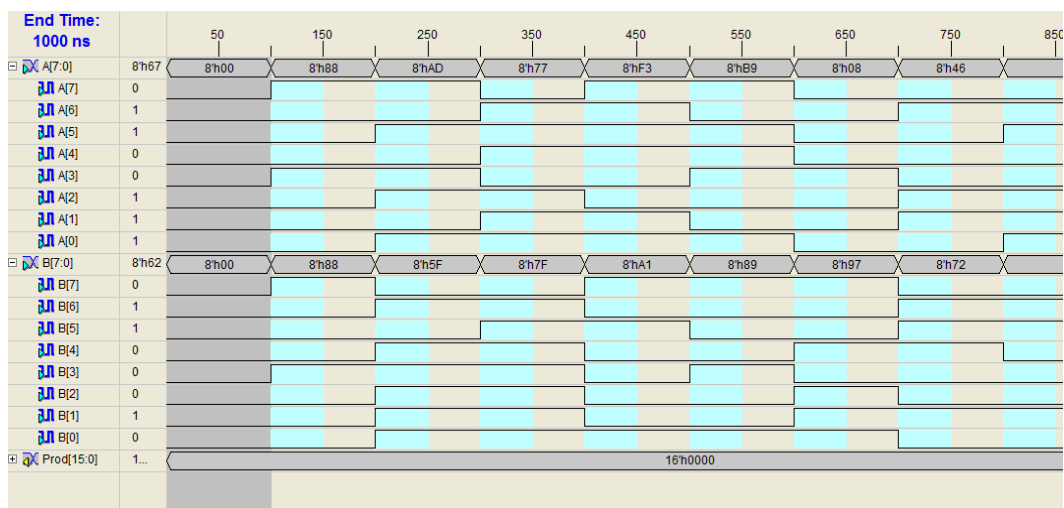 End Time:
1000 ns
50 150 250 350 450 550 650 750 850
A[7:0] 8'h67 8'h00 8'h88 8'hAD 8'h77 8'hF3 8'hB9 8'h08 8'h46
A[7] 0
A[6] 1
A[5] 1
A[4] 0
A[3] 0
A[2] 1
A[1] 1
A[0] 1
B[7:0] 8'h62 8'h00 8'h88 8'h5F 8'h7F 8'hA1 8'h89 8'h97 8'h72
B[7] 0
B[6] 1
B[5] 1
B[4] 0
B[3] 0
B[2] 0
B[1] 1
B[0] 0
Prod[15:0] 1... 16'h0000